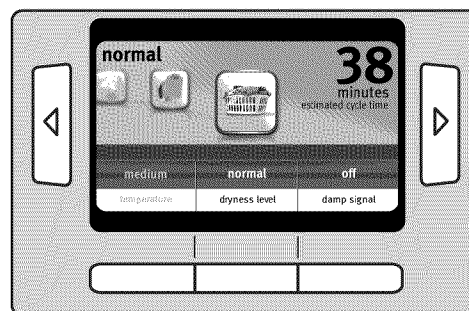 normal
38
minutes
estimated cycle time
medium normal off
temperature dryness level damp signal